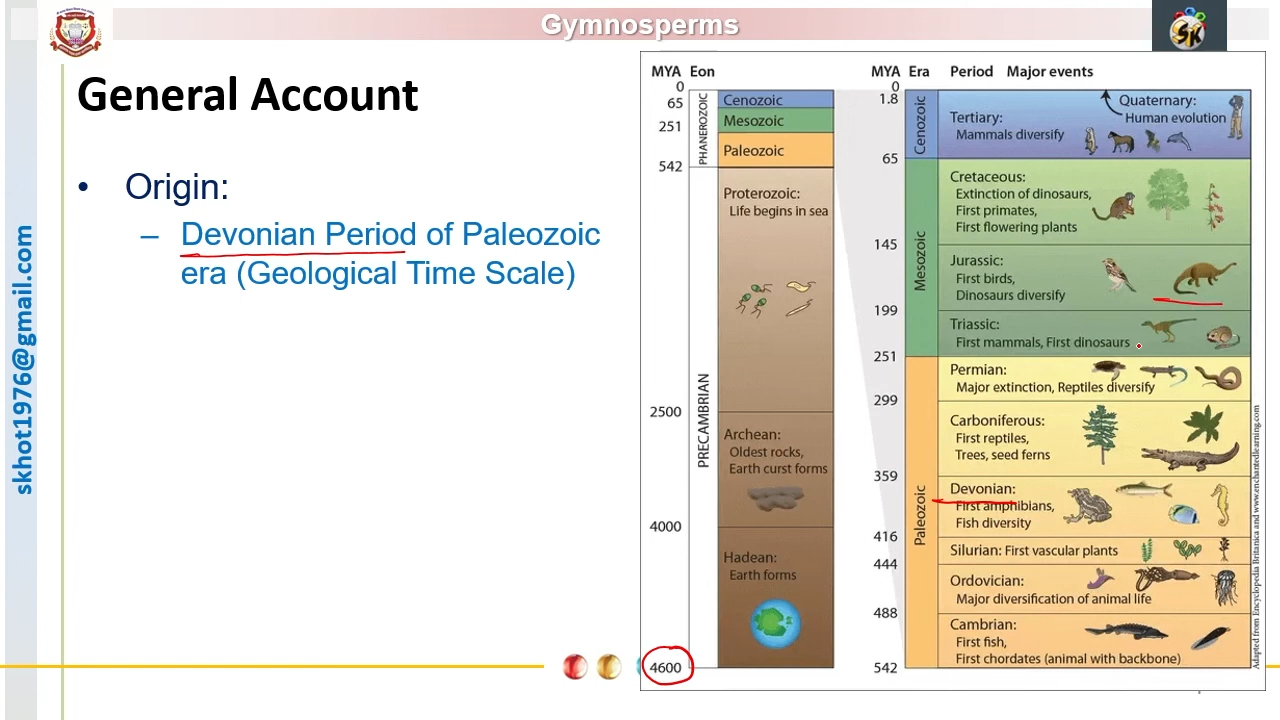 Gymnosperms
SK
General Account
• Origin:
– Devonian Period of Paleozoic
era (Geological Time Scale)
skhot1976@gmail.com
MYA Eon
0
65
251
542
2500
4000
4600
PHANEROZOIC
PRECAMBRIAN
Cenozoic
Mesozoic
Paleozoic
Proterozoic:
Life begins in sea
Archean:
Oldest rocks,
Earth curst forms
Hadean:
Earth forms
MYA Era Period Major events
0
1.8
65
145
199
251
299
359
416
444
488
542
Cenozoic
Mesozoic
Paleozoic
Quaternary:
Human evolution
Tertiary:
Mammals diversify
Cretaceous:
Extinction of dinosaurs,
First primates,
First flowering plants
Jurassic:
First birds,
Dinosaurs diversify
Triassic:
First mammals, First dinosaurs
Permian:
Major extinction, Reptiles diversify
Carboniferous:
First reptiles,
Trees, seed ferns
Devonian:
First amphibians,
Fish diversity
Silurian: First vascular plants
Ordovician:
Major diversification of animal life
Cambrian:
First fish,
First chordates (animal with backbone)
Adapted from Encyclopedia Britanica and www.enchantedlearning.com